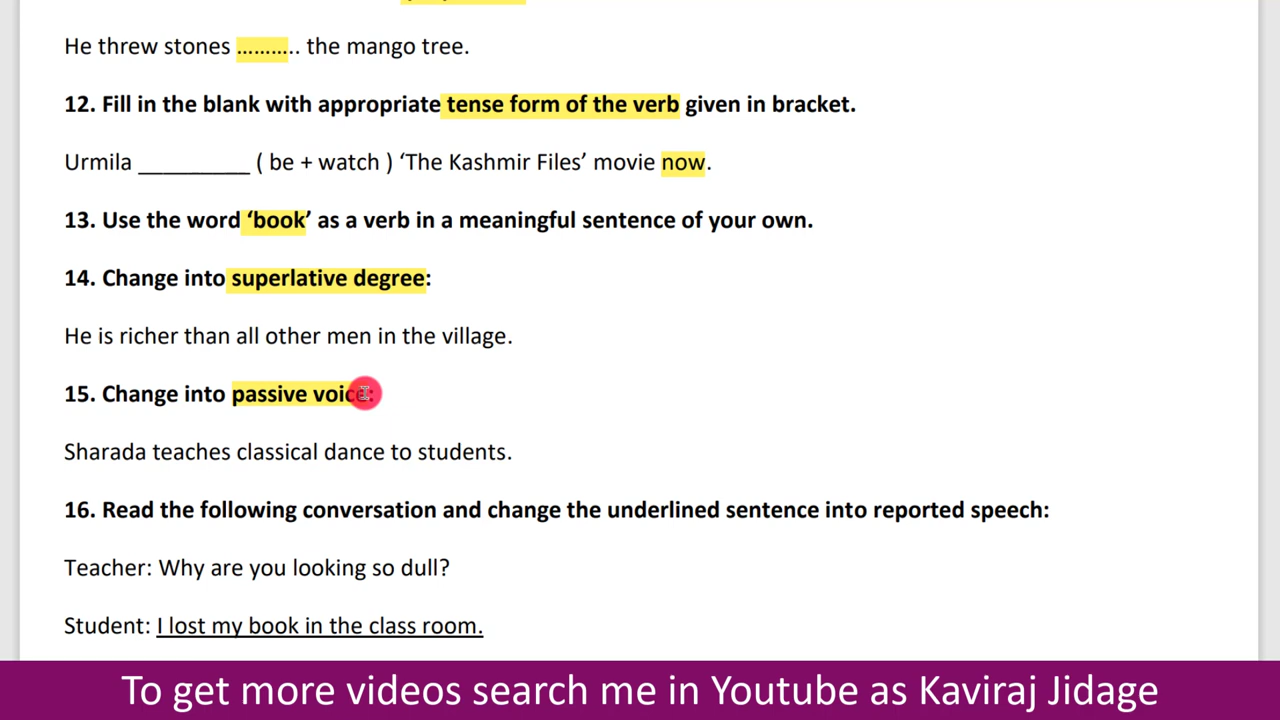 He threw stones ……….. the mango tree.
12. Fill in the blank with appropriate tense form of the verb given in bracket.
Urmila __________ ( be + watch ) ‘The Kashmir Files’ movie now.
13. Use the word ‘book’ as a verb in a meaningful sentence of your own.
14. Change into superlative degree:
He is richer than all other men in the village.
15. Change into passive voice:
Sharada teaches classical dance to students.
16. Read the following conversation and change the underlined sentence into reported speech:
Teacher: Why are you looking so dull?
Student: I lost my book in the class room.
To get more videos search me in Youtube as Kaviraj Jidage